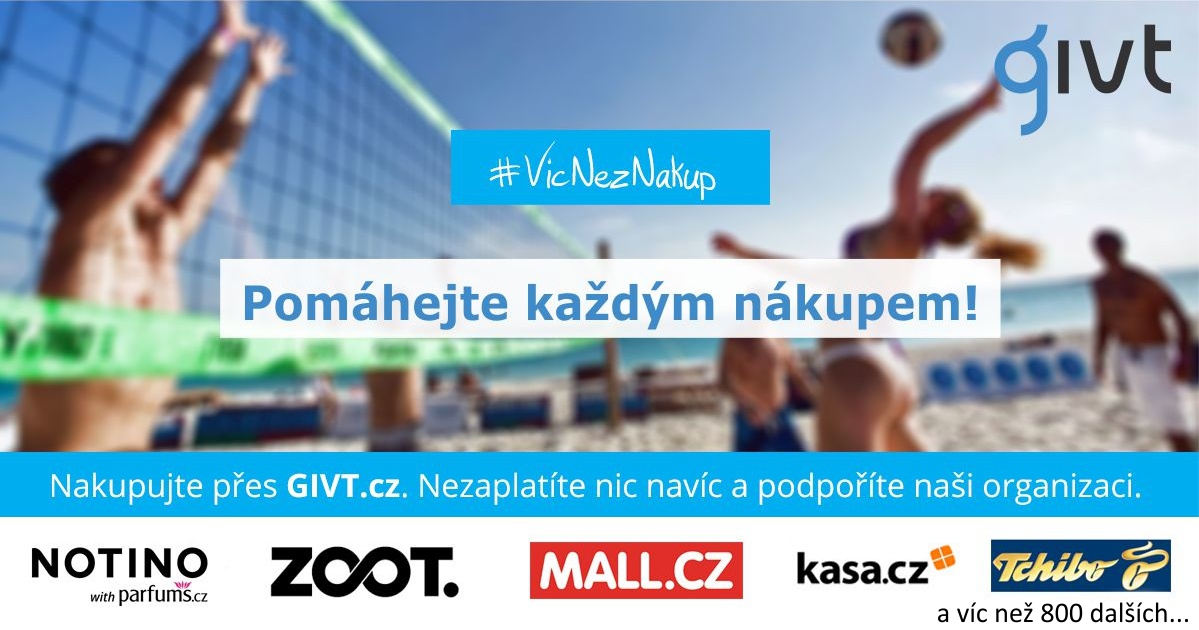 givt
#VicNezNakup
Pomáhejte každým nákupem!
Nakupujte přes GIVT.cz. Nezaplatíte nic navíc a podpoříte naši organizaci.
NOTINO
with parfums.cz
ZOOT.
MALL.CZ
kasa.cz
Tchibo
a víc než 800 dalších...